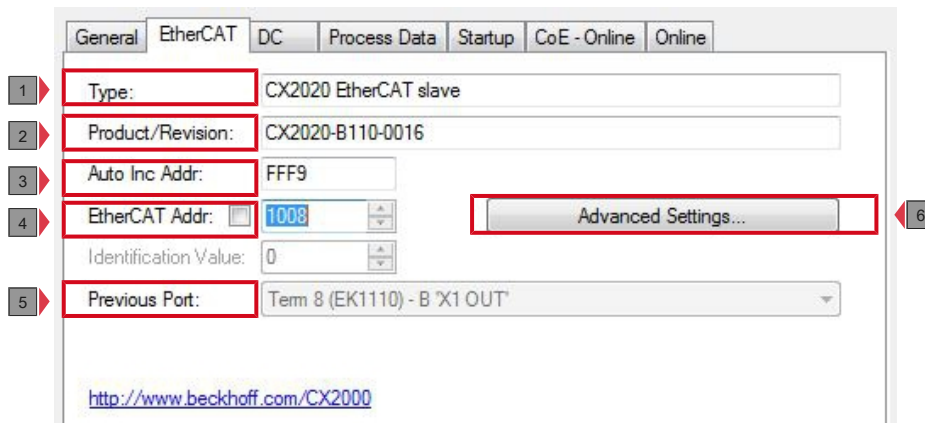 General EtherCAT DC Process Data Startup CoE - Online Online
1 Type: CX2020 EtherCAT slave
2 Product/Revision: CX2020-B110-0016
3 Auto Inc Addr: FFF9
4 EtherCAT Addr: 1008 Advanced Settings... 6
Identification Value: 0
5 Previous Port: Term 8 (EK1110) - B 'X1 OUT'
http://www.beckhoff.com/CX2000